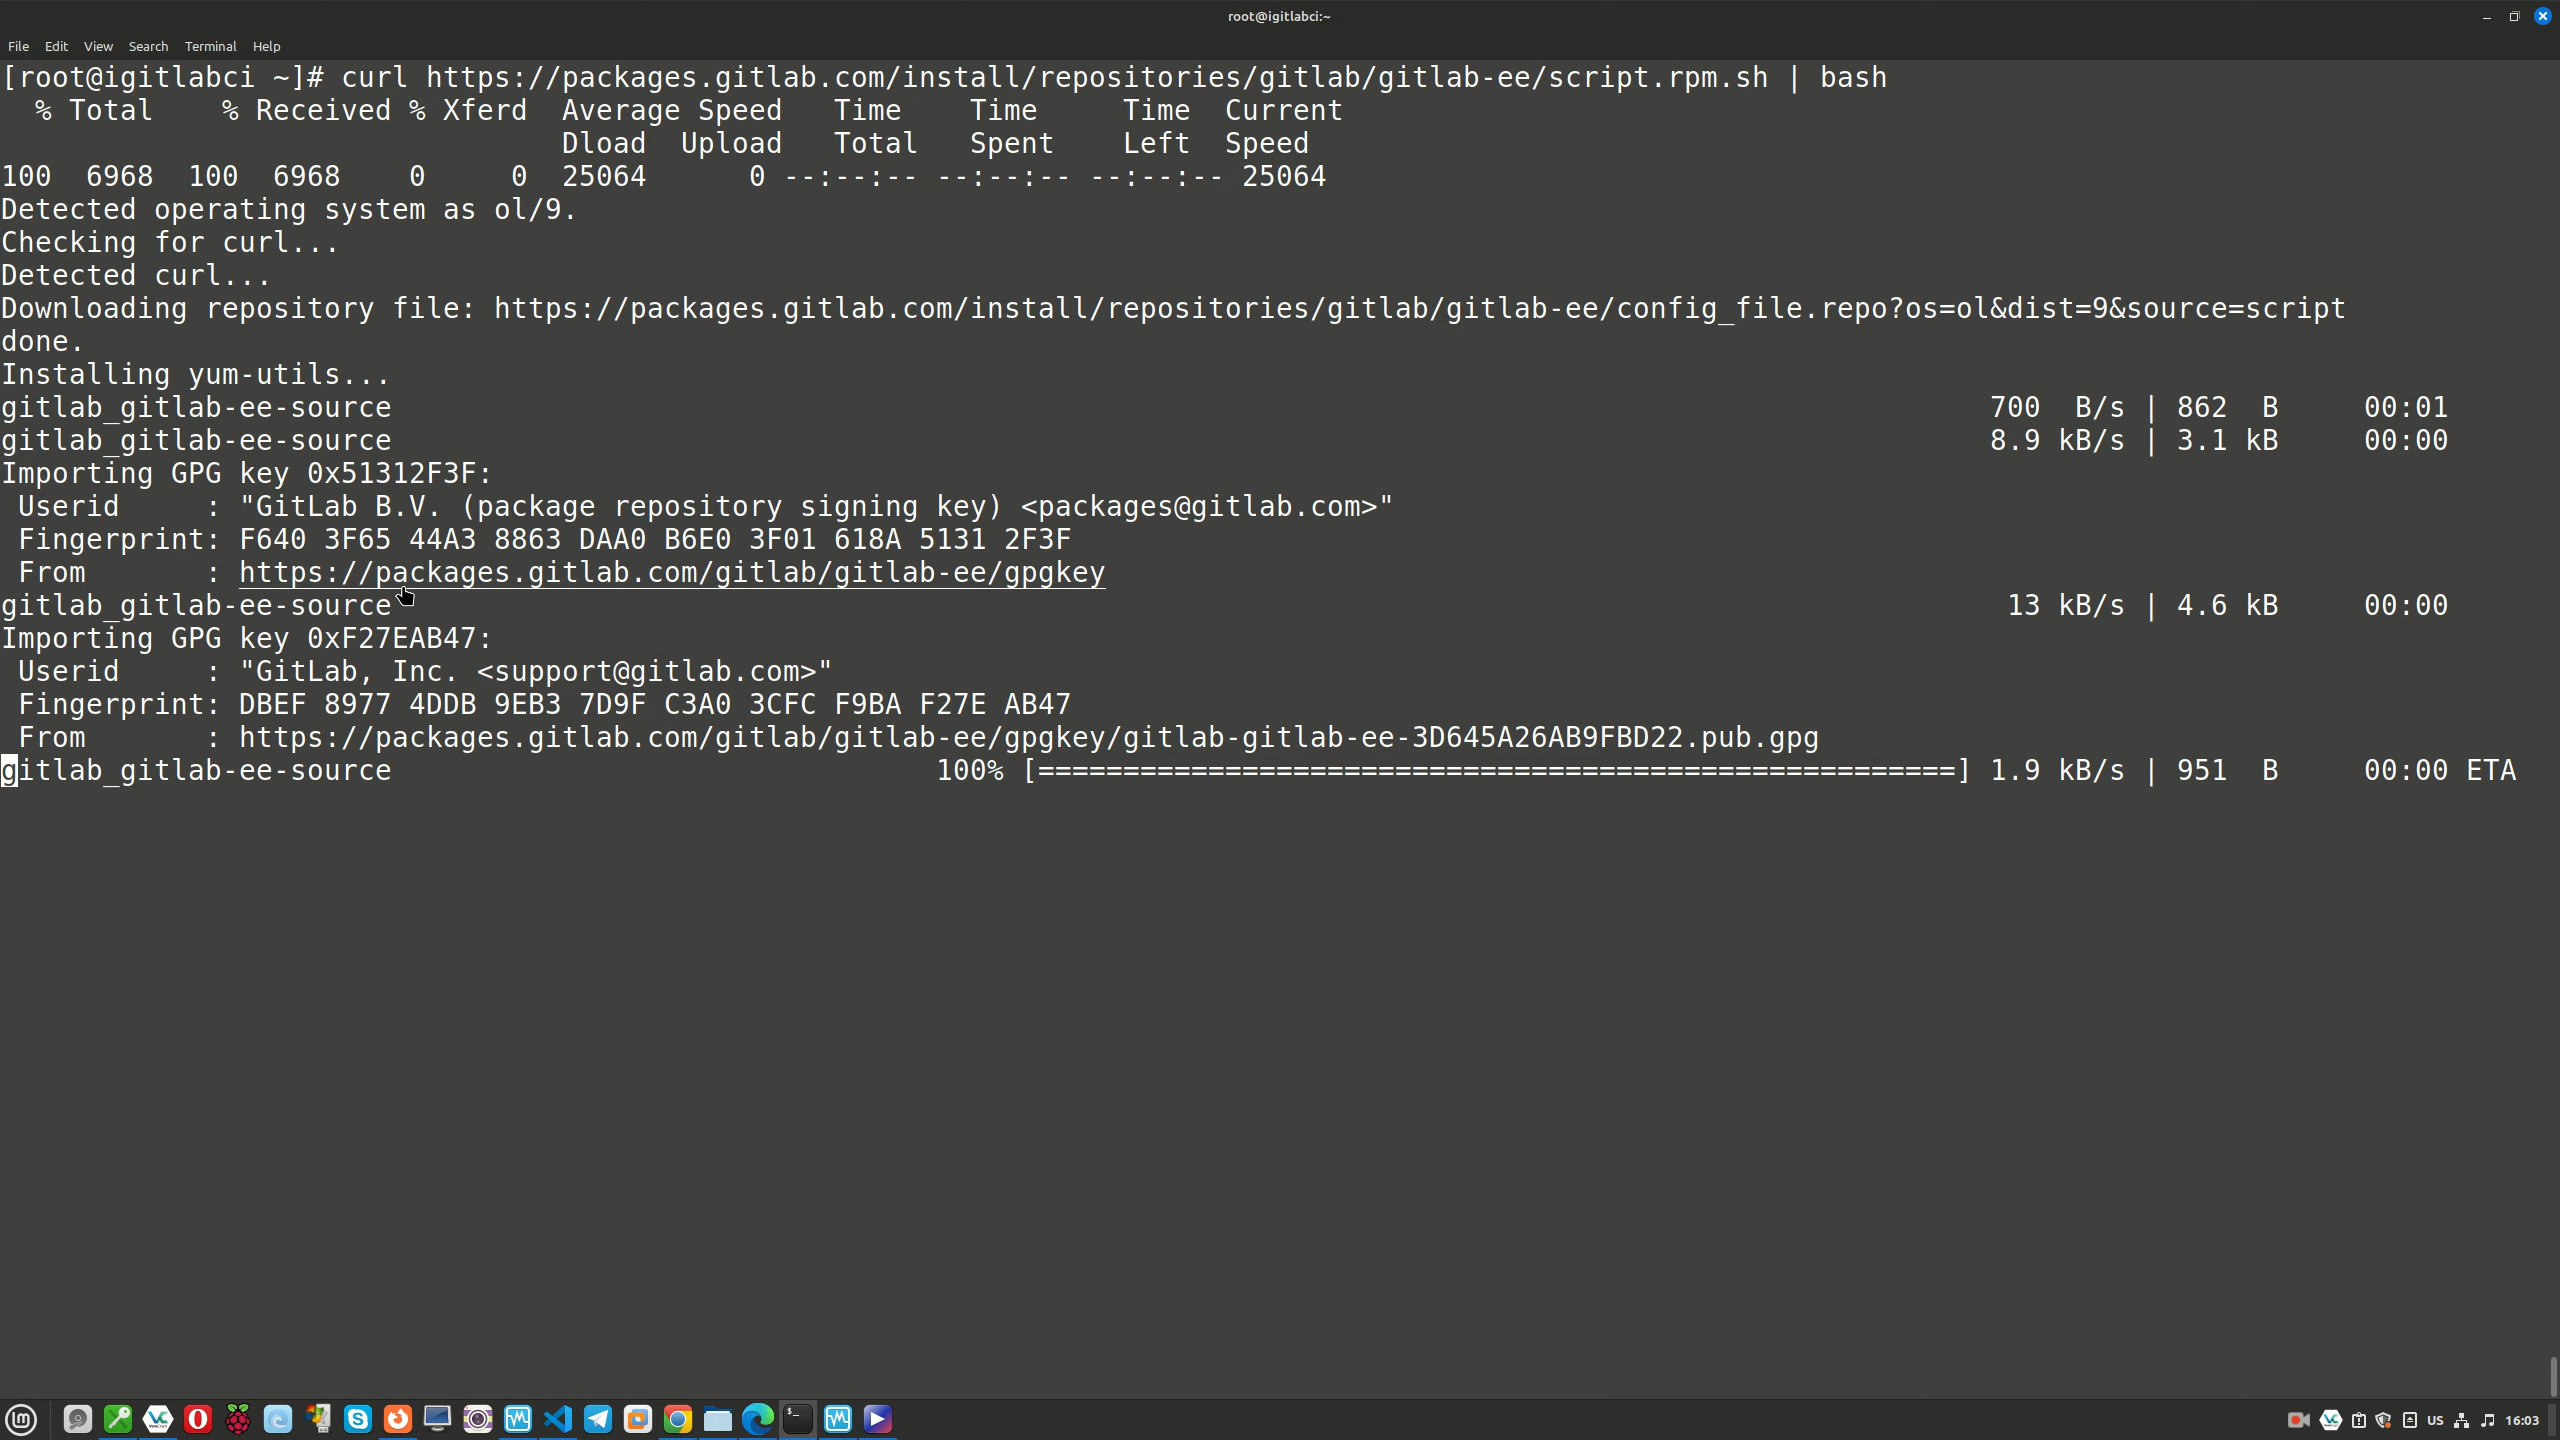 root@igitlabci:~
File Edit View Search Terminal Help
[root@igitlabci ~]# curl https://packages.gitlab.com/install/repositories/gitlab/gitlab-ee/script.rpm.sh | bash
  % Total    % Received % Xferd  Average Speed   Time    Time     Time  Current
                                 Dload  Upload   Total   Spent    Left  Speed
100  6968  100  6968    0     0  25064      0 --:--:-- --:--:-- --:--:-- 25064
Detected operating system as ol/9.
Checking for curl...
Detected curl...
Downloading repository file: https://packages.gitlab.com/install/repositories/gitlab/gitlab-ee/config_file.repo?os=ol&dist=9&source=script
done.
Installing yum-utils...
gitlab_gitlab-ee-source 700  B/s | 862  B     00:01
gitlab_gitlab-ee-source 8.9 kB/s | 3.1 kB     00:00
Importing GPG key 0x51312F3F:
 Userid     : "GitLab B.V. (package repository signing key) <packages@gitlab.com>"
 Fingerprint: F640 3F65 44A3 8863 DAA0 B6E0 3F01 618A 5131 2F3F
 From       : https://packages.gitlab.com/gitlab/gitlab-ee/gpgkey
gitlab_gitlab-ee-source 13 kB/s | 4.6 kB     00:00
Importing GPG key 0xF27EAB47:
 Userid     : "GitLab, Inc. <support@gitlab.com>"
 Fingerprint: DBEF 8977 4DDB 9EB3 7D9F C3A0 3CFC F9BA F27E AB47
 From       : https://packages.gitlab.com/gitlab/gitlab-ee/gpgkey/gitlab-gitlab-ee-3D645A26AB9FBD22.pub.gpg
gitlab_gitlab-ee-source 100% [======================================================] 1.9 kB/s | 951  B     00:00 ETA
US 16:03